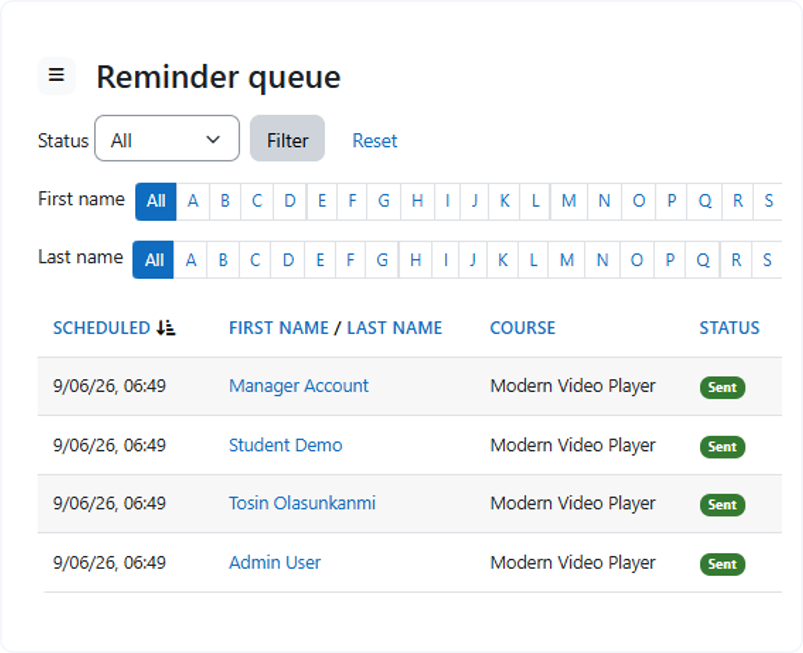 Reminder queue
Status All Filter Reset
First name All A B C D E F G H I J K L M N O P Q R S
Last name All A B C D E F G H I J K L M N O P Q R S
SCHEDULED FIRST NAME / LAST NAME COURSE STATUS
9/06/26, 06:49 Manager Account Modern Video Player Sent
9/06/26, 06:49 Student Demo Modern Video Player Sent
9/06/26, 06:49 Tosin Olasunkanmi Modern Video Player Sent
9/06/26, 06:49 Admin User Modern Video Player Sent